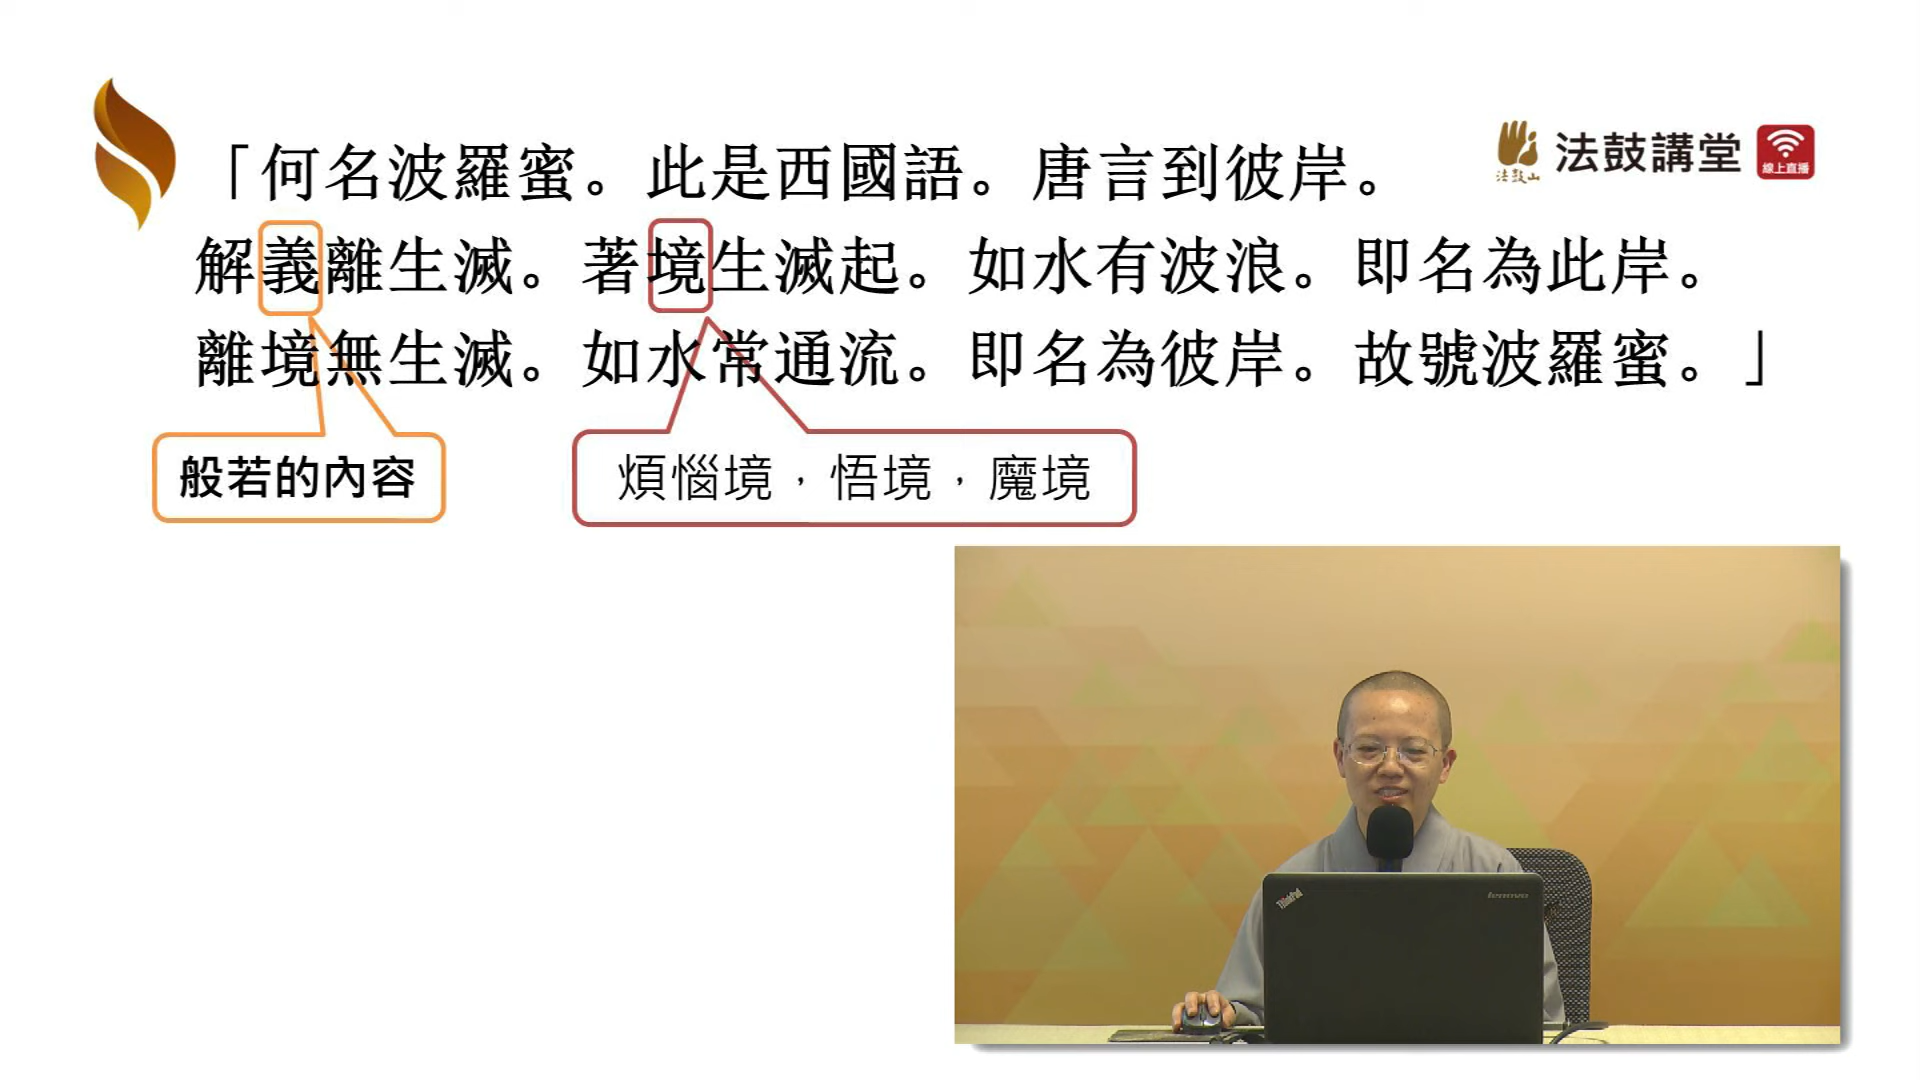 「何名波羅蜜。此是西國語。唐言到彼岸。
解義離生滅。著境生滅起。如水有波浪。即名為此岸。
離境無生滅。如水常通流。即名為彼岸。故號波羅蜜。」
般若的內容
煩惱境，悟境，魔境
法鼓山
法鼓講堂
線上直播
ThinkPad
lenovo